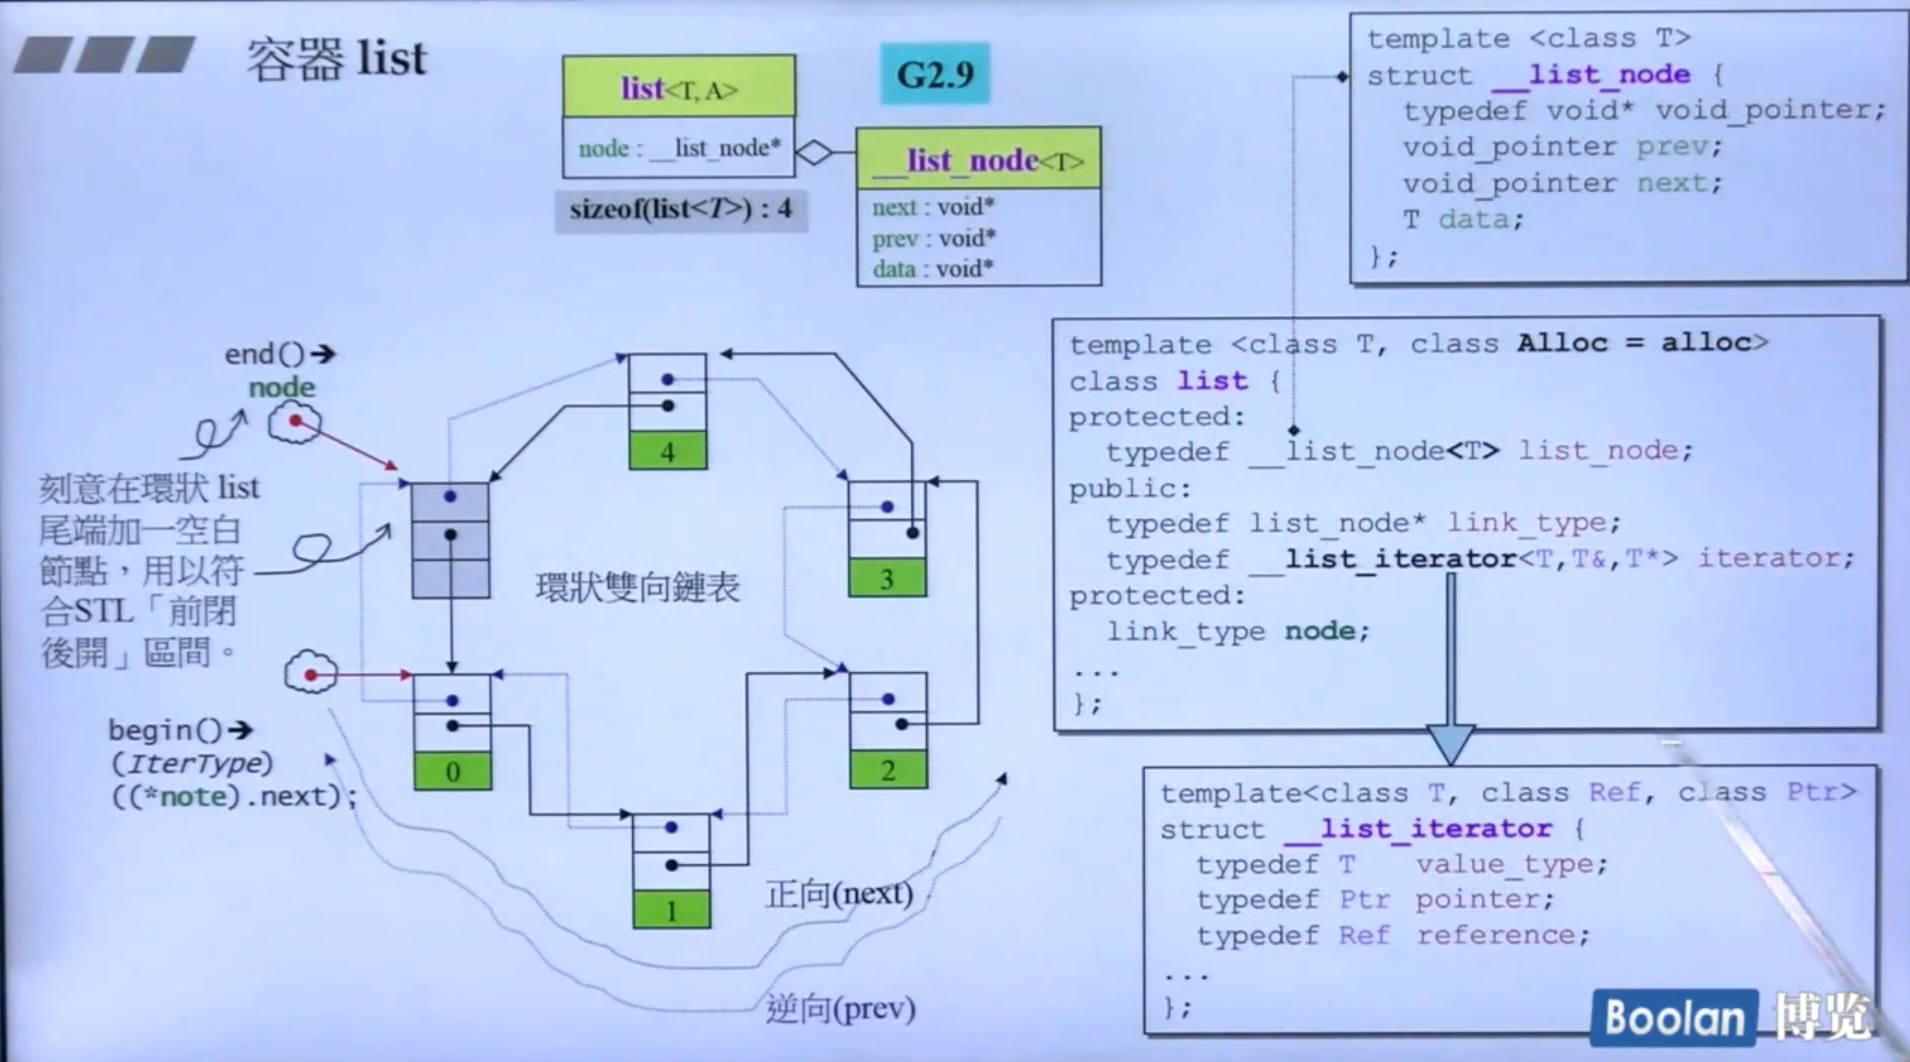 容器 list
G2.9
list<T, A>
node : __list_node*
sizeof(list<T>) : 4
__list_node<T>
next : void*
prev : void*
data : void*
template <class T>
struct __list_node {
typedef void* void_pointer;
void_pointer prev;
void_pointer next;
T data;
};
end()➔
node
刻意在環狀 list
尾端加一空白
節點，用以符
合STL「前閉
後開」區間。
環狀雙向鏈表
4
3
2
1
0
begin()➔
(IterType)
((*note).next);
正向(next)
逆向(prev)
template <class T, class Alloc = alloc>
class list {
protected:
typedef __list_node<T> list_node;
public:
typedef list_node* link_type;
typedef __list_iterator<T,T&,T*> iterator;
protected:
link_type node;
...
};
template<class T, class Ref, class Ptr>
struct __list_iterator {
typedef T value_type;
typedef Ptr pointer;
typedef Ref reference;
...
};
Boolan 博览